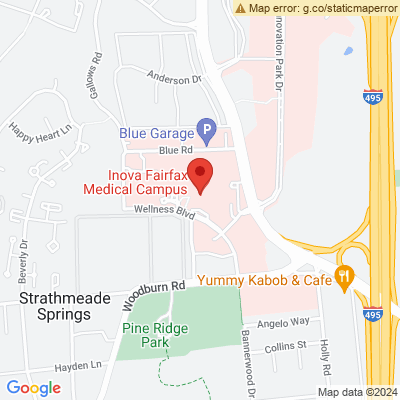 Map error: g.co/staticmaperror
Gallows Rd
Anderson Dr
nnovation Park Dr
495
Happy Heart Ln
Blue Garage
P
Blue Rd
Inova Fairfax
Medical Campus
Wellness Blvd
Beverly Dr
Yummy Kabob & Cafe
Woodburn Rd
Strathmeade
Springs
495
Pine Ridge
Park
Angelo Way
Collins St
Bannerwood Dr
Holly Rd
Hayden Ln
Google
Map data ©2024